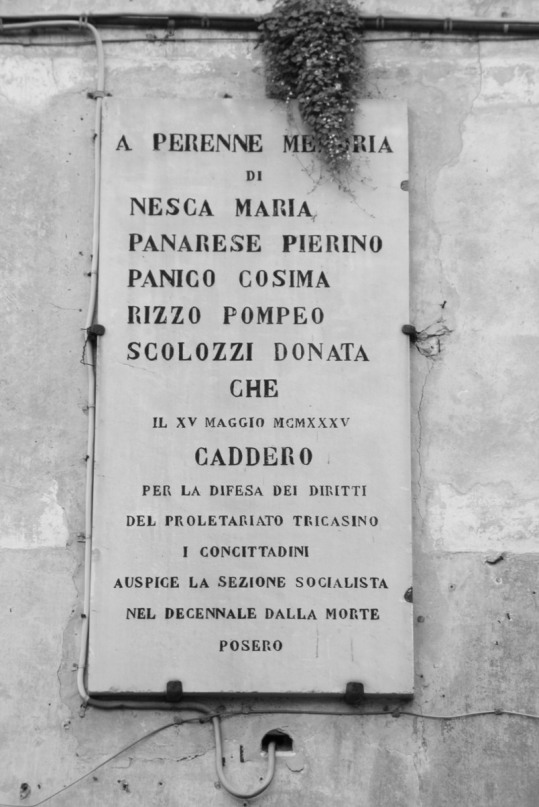 A PERENNE MEMORIA
DI
NESCA MARIA
PANARESE PIERINO
PANICO COSIMA
RIZZO POMPEO
SCOLOZZI DONATA
CHE
IL XV MAGGIO MCMXXXV
CADDERO
PER LA DIFESA DEI DIRITTI
DEL PROLETARIATO TRICASINO
I CONCITTADINI
AUSPICE LA SEZIONE SOCIALISTA
NEL DECENNALE DALLA MORTE
POSERO